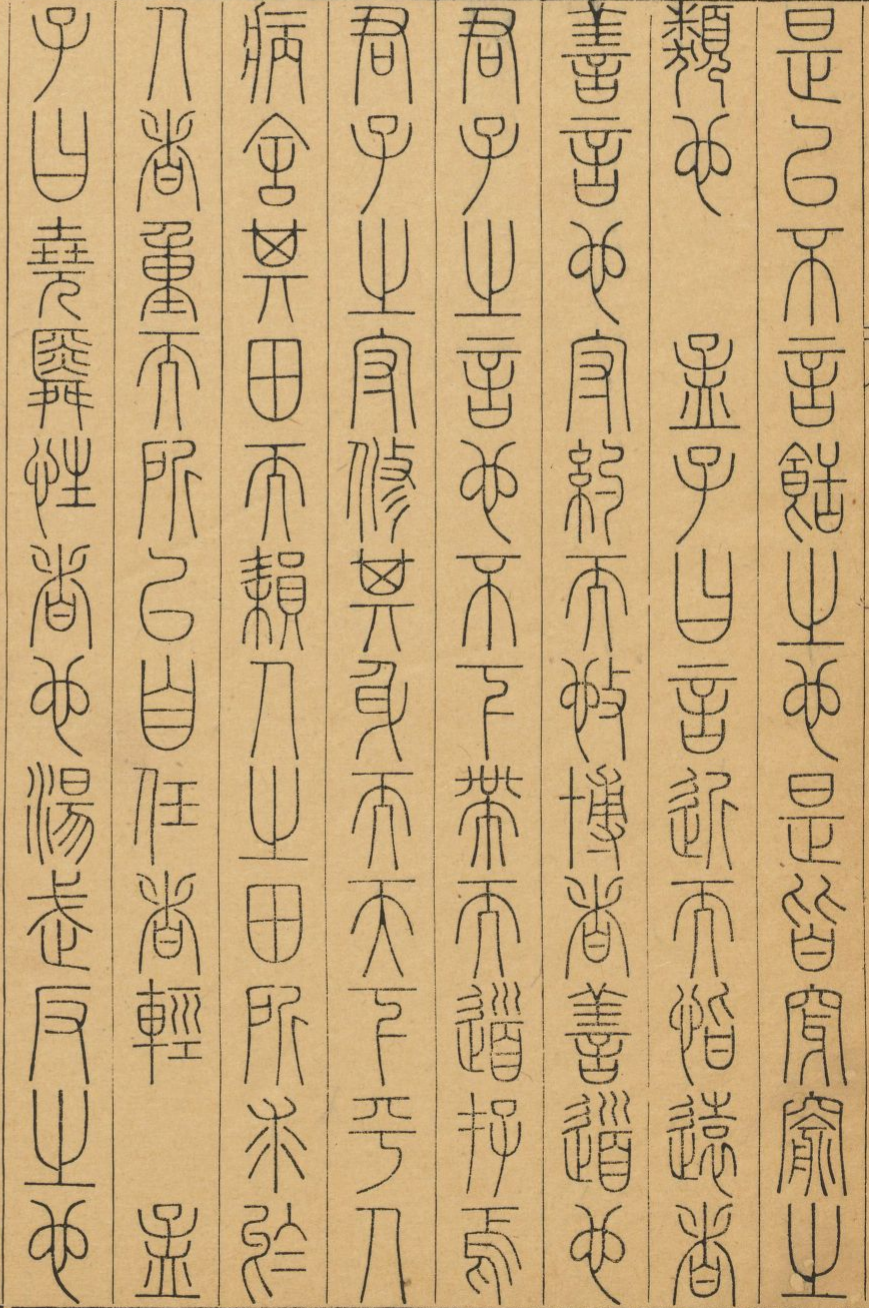 是以不言餂之也是皆穿窬之
類也　孟子曰言近而恉遠者
善言也守約而施博者善道也
君子之言也不下帶而道存焉
君子之守修其身而天下平人
病舍其田而䎫人之田所求於
人者重而所以自任者輕　孟
子曰堯舜性者也湯武反之也